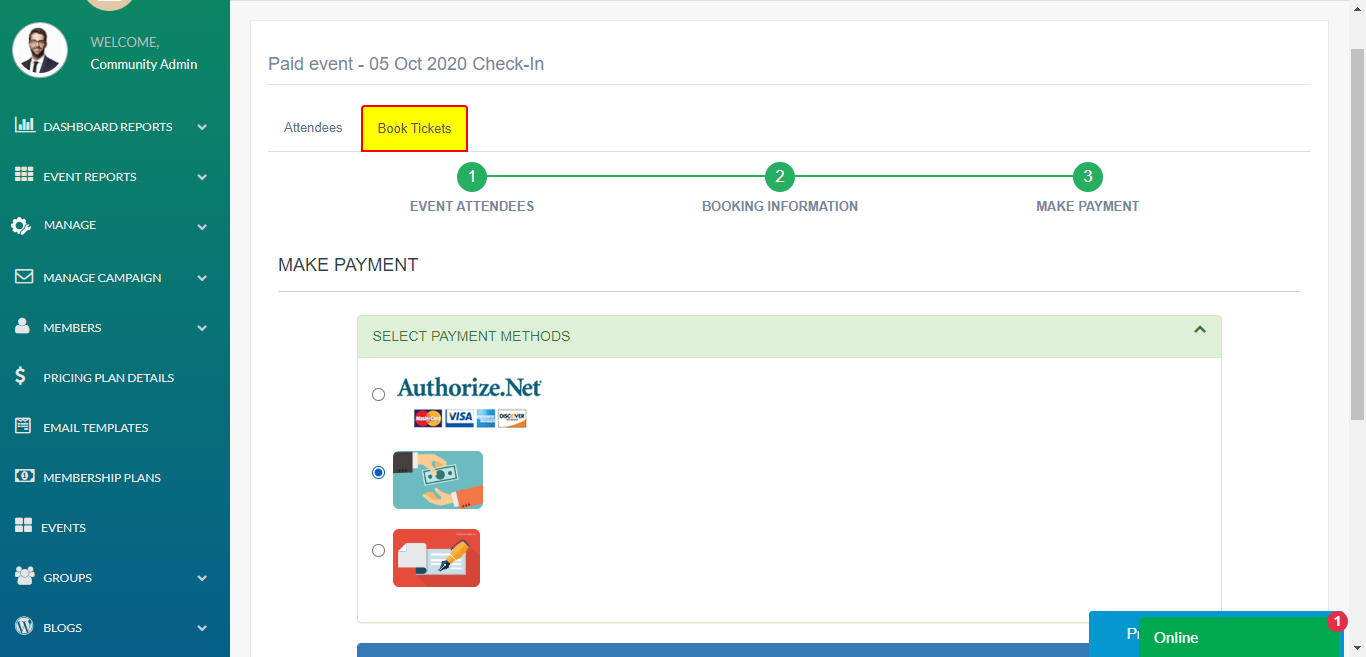 WELCOME,
Community Admin
DASHBOARD REPORTS
EVENT REPORTS
MANAGE
MANAGE CAMPAIGN
MEMBERS
PRICING PLAN DETAILS
EMAIL TEMPLATES
MEMBERSHIP PLANS
EVENTS
GROUPS
BLOGS
Paid event - 05 Oct 2020 Check-In
Attendees
Book Tickets
1
2
3
EVENT ATTENDEES
BOOKING INFORMATION
MAKE PAYMENT
MAKE PAYMENT
SELECT PAYMENT METHODS
Authorize.Net
MasterCard VISA DISCOVER
Online
1